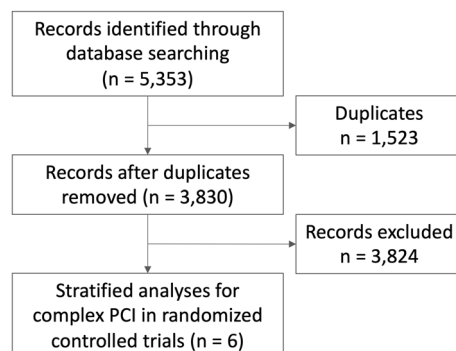 Records identified through
database searching
(n = 5,353)
Duplicates
n = 1,523
Records after duplicates
removed (n = 3,830)
Records excluded
n = 3,824
Stratified analyses for
complex PCI in randomized
controlled trials (n = 6)